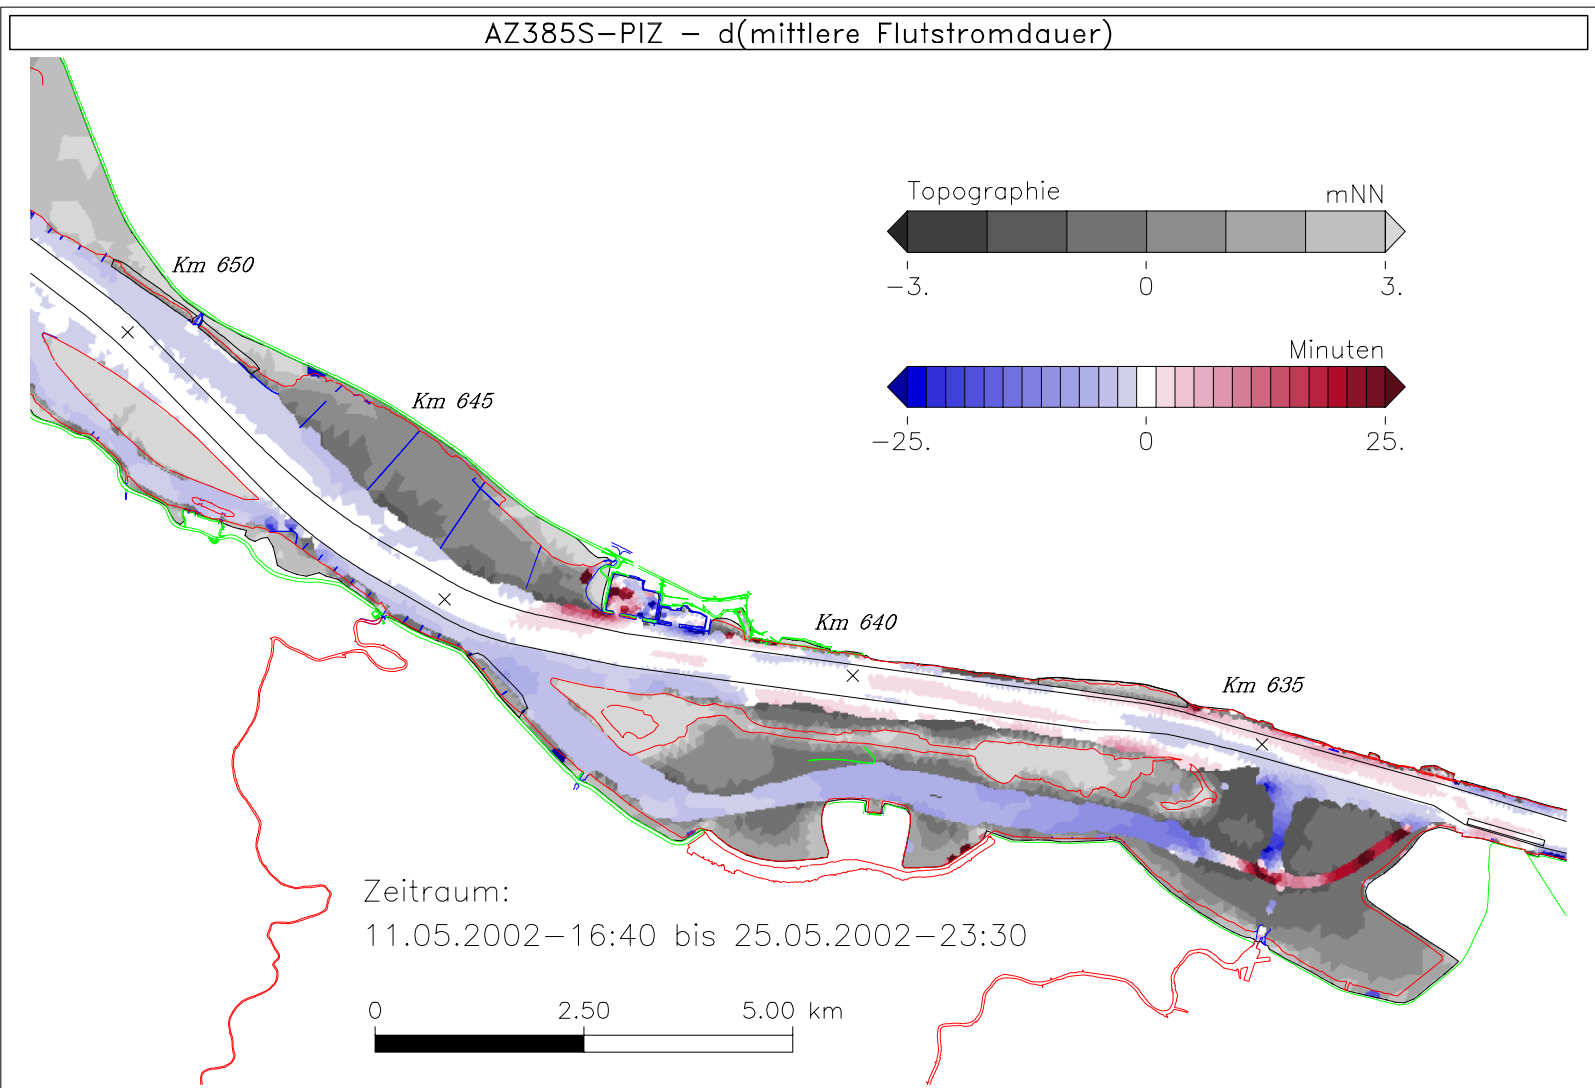 AZ385S-PIZ - d(mittlere Flutstromdauer)
Topographie mNN
-3. 0 3.
Km 650
Minuten
-25. 0 25.
Km 645
Km 640
Km 635
Zeitraum:
11.05.2002-16:40 bis 25.05.2002-23:30
0 2.50 5.00 km